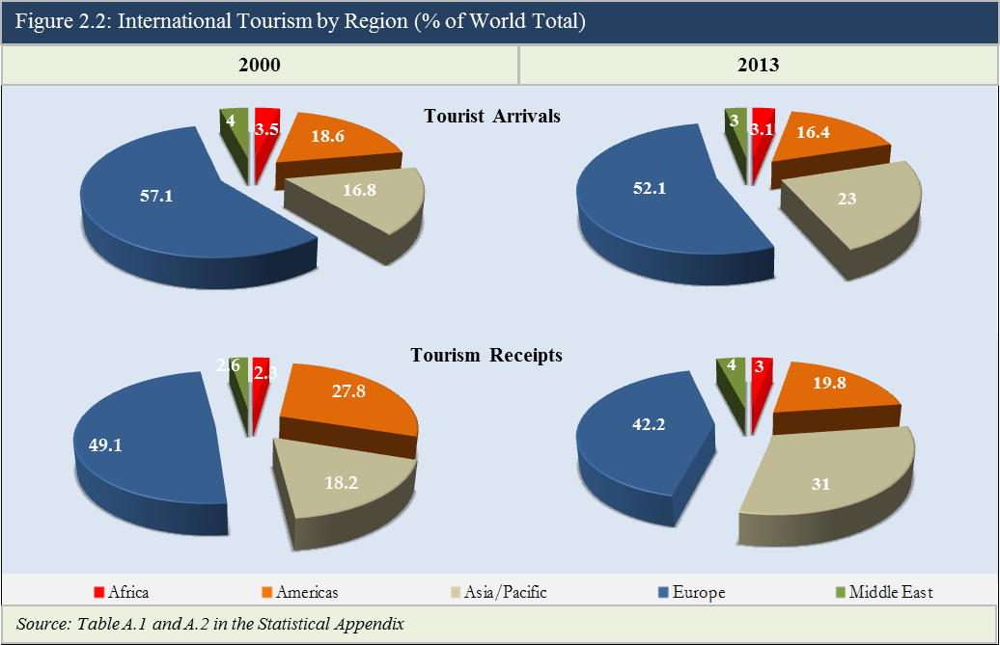 Figure 2.2: International Tourism by Region (% of World Total)
2000 2013
Tourist Arrivals
4 3.5 18.6 16.8 57.1
3 3.1 16.4 23 52.1
Tourism Receipts
2.6 2.3 27.8 18.2 49.1
4 3 19.8 31 42.2
Africa Americas Asia/Pacific Europe Middle East
Source: Table A.1 and A.2 in the Statistical Appendix